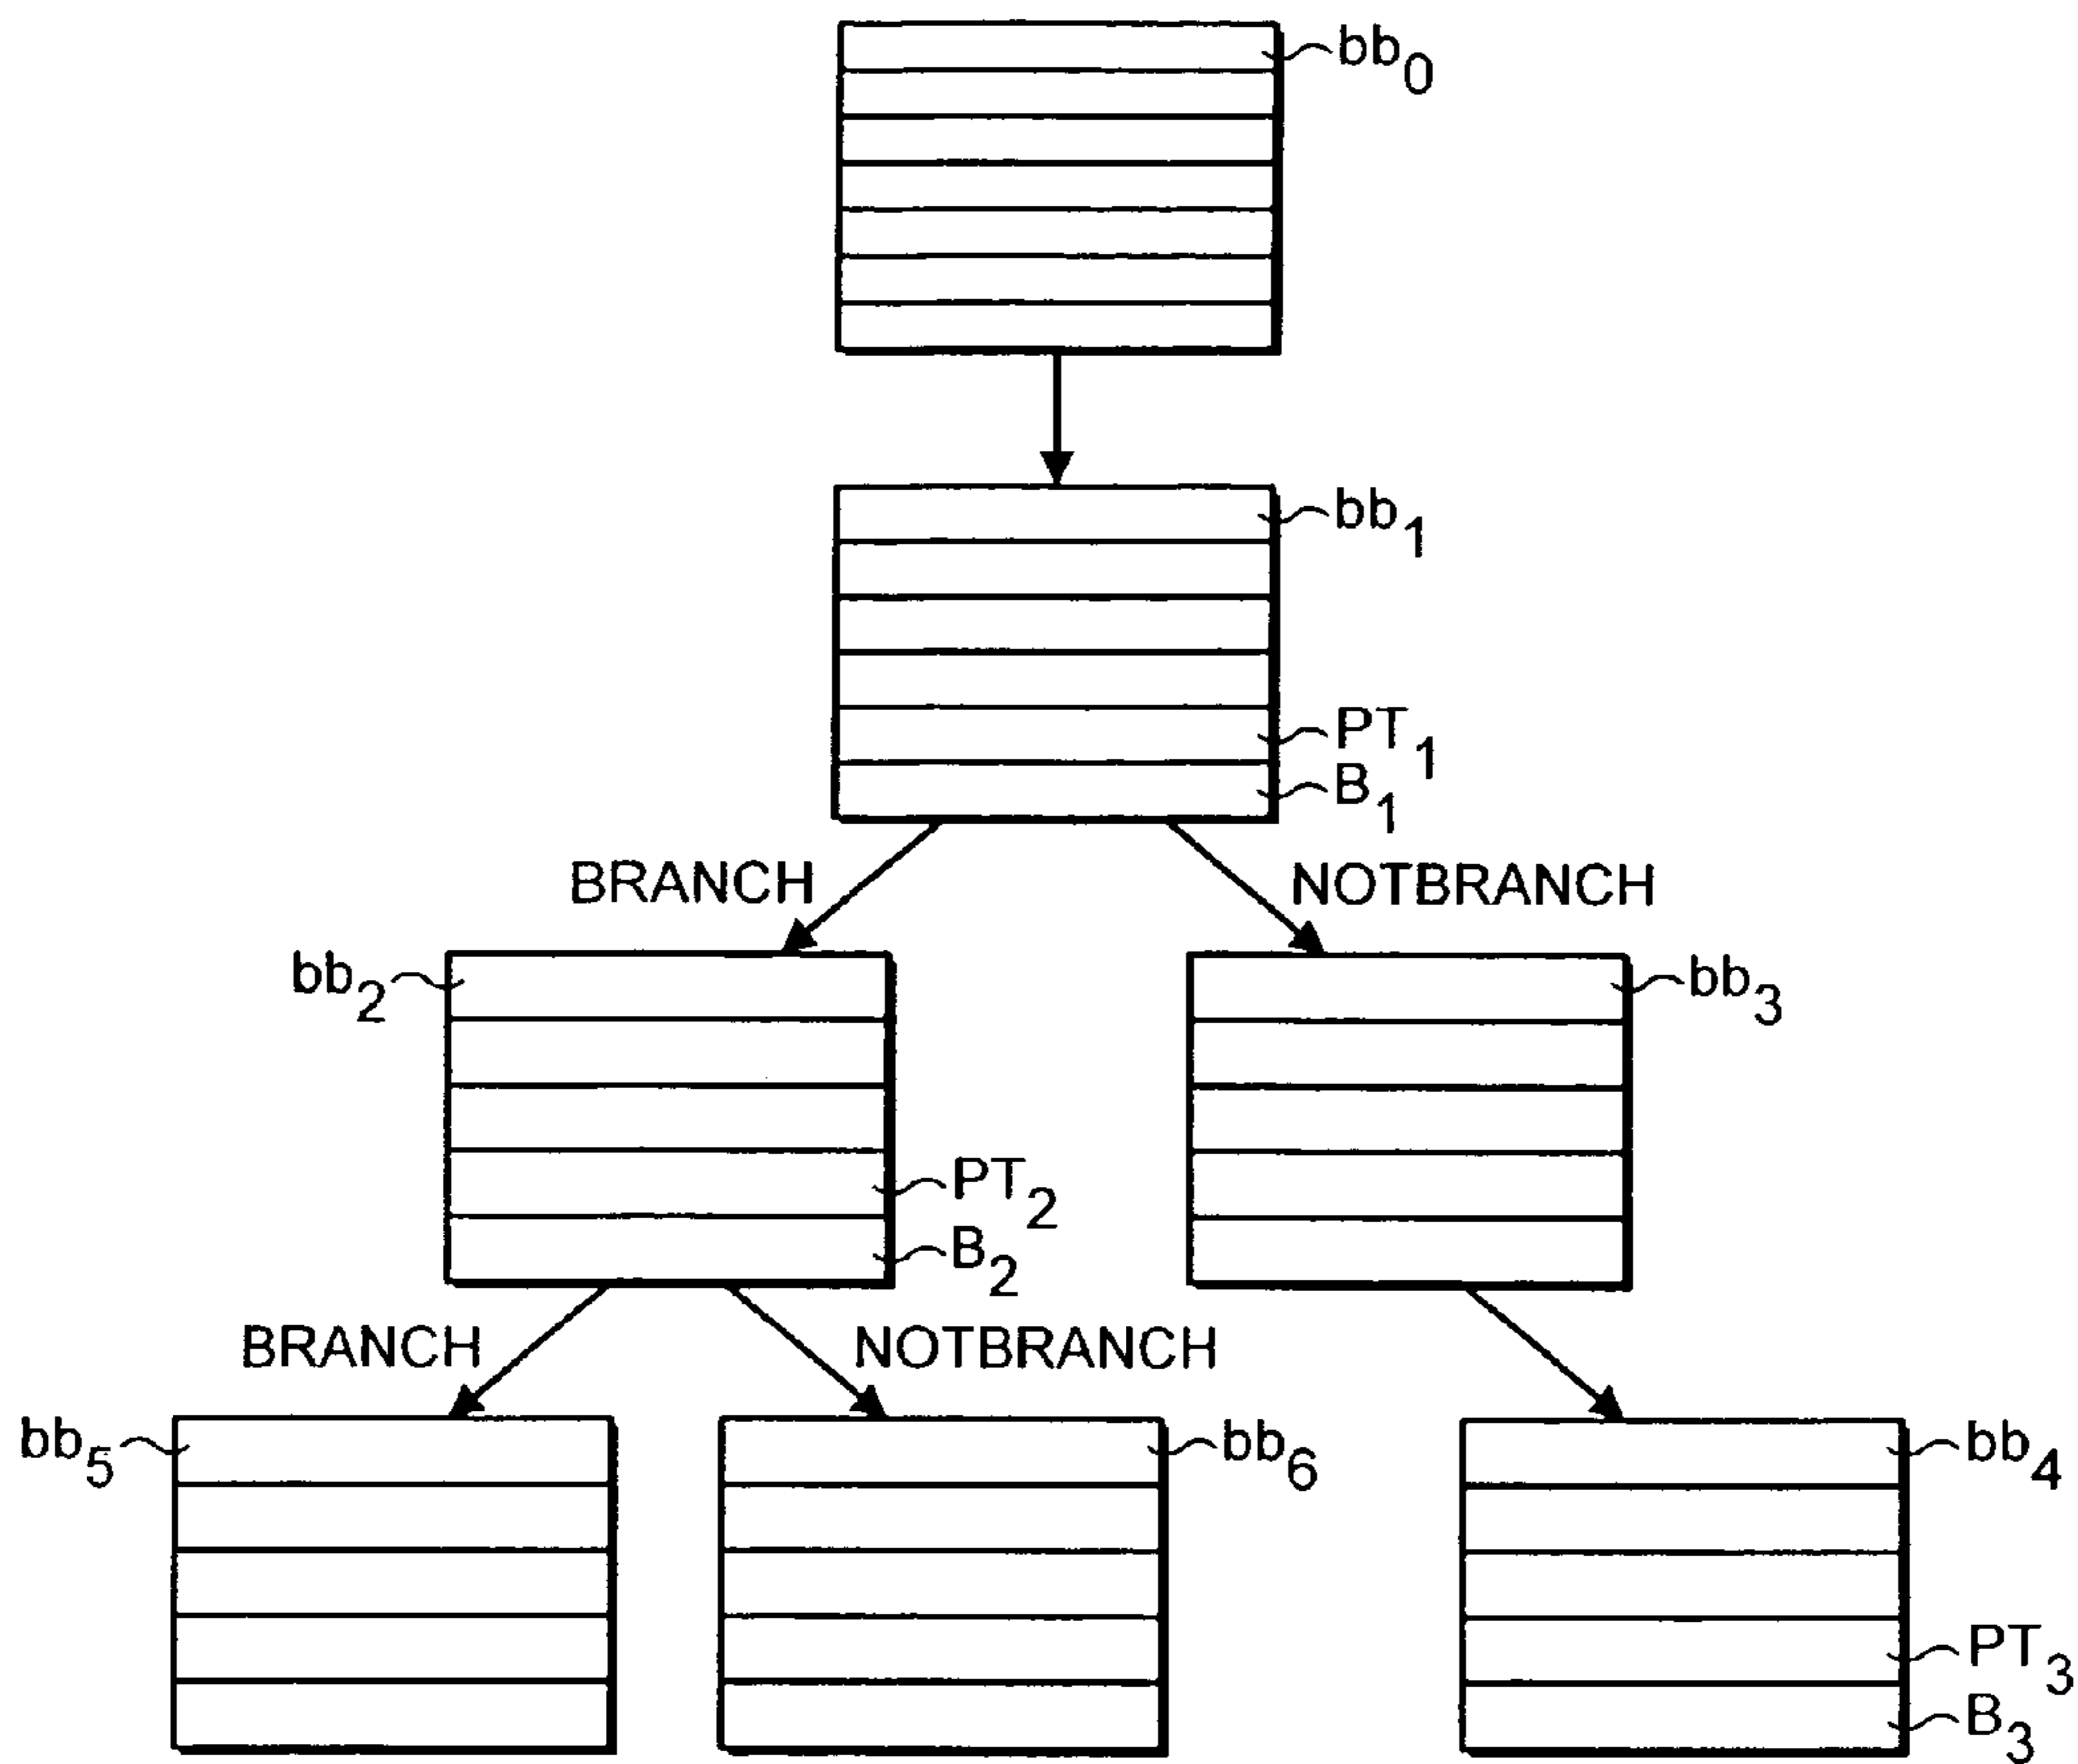 bb0
bb1
PT1
B1
BRANCH
NOTBRANCH
bb2
bb3
PT2
B2
BRANCH
NOTBRANCH
bb5
bb6
bb4
PT3
B3